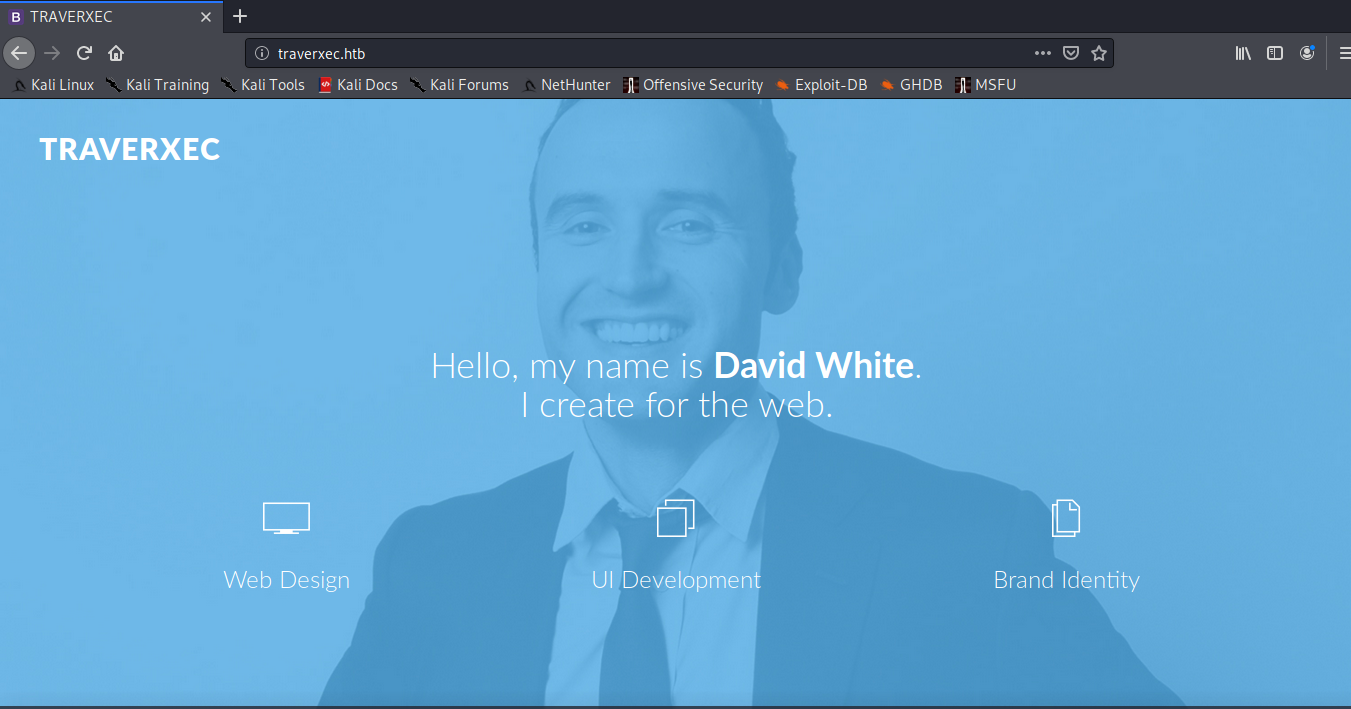 B TRAVERXEC
traverxec.htb
Kali Linux Kali Training Kali Tools Kali Docs Kali Forums NetHunter Offensive Security Exploit-DB GHDB MSFU
TRAVERXEC
Hello, my name is David White.
I create for the web.
Web Design UI Development Brand Identity